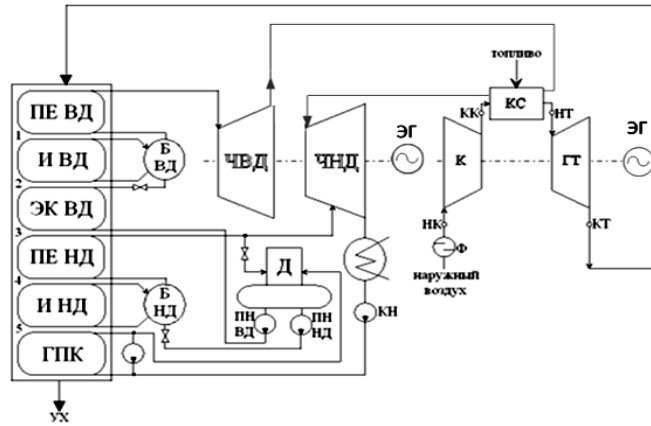 топливо
КС
КК
НТ
ЭГ
ЭГ
ПЕ ВД
1
И ВД
Б
ВД
2
ЭК ВД
3
ПЕ НД
4
И НД
Б
НД
5
ГПК
УХ
ЧВД
ЧНД
К
ГТ
НК
Ф
КТ
наружный
воздух
Д
ПН
ВД
ПН
НД
КН